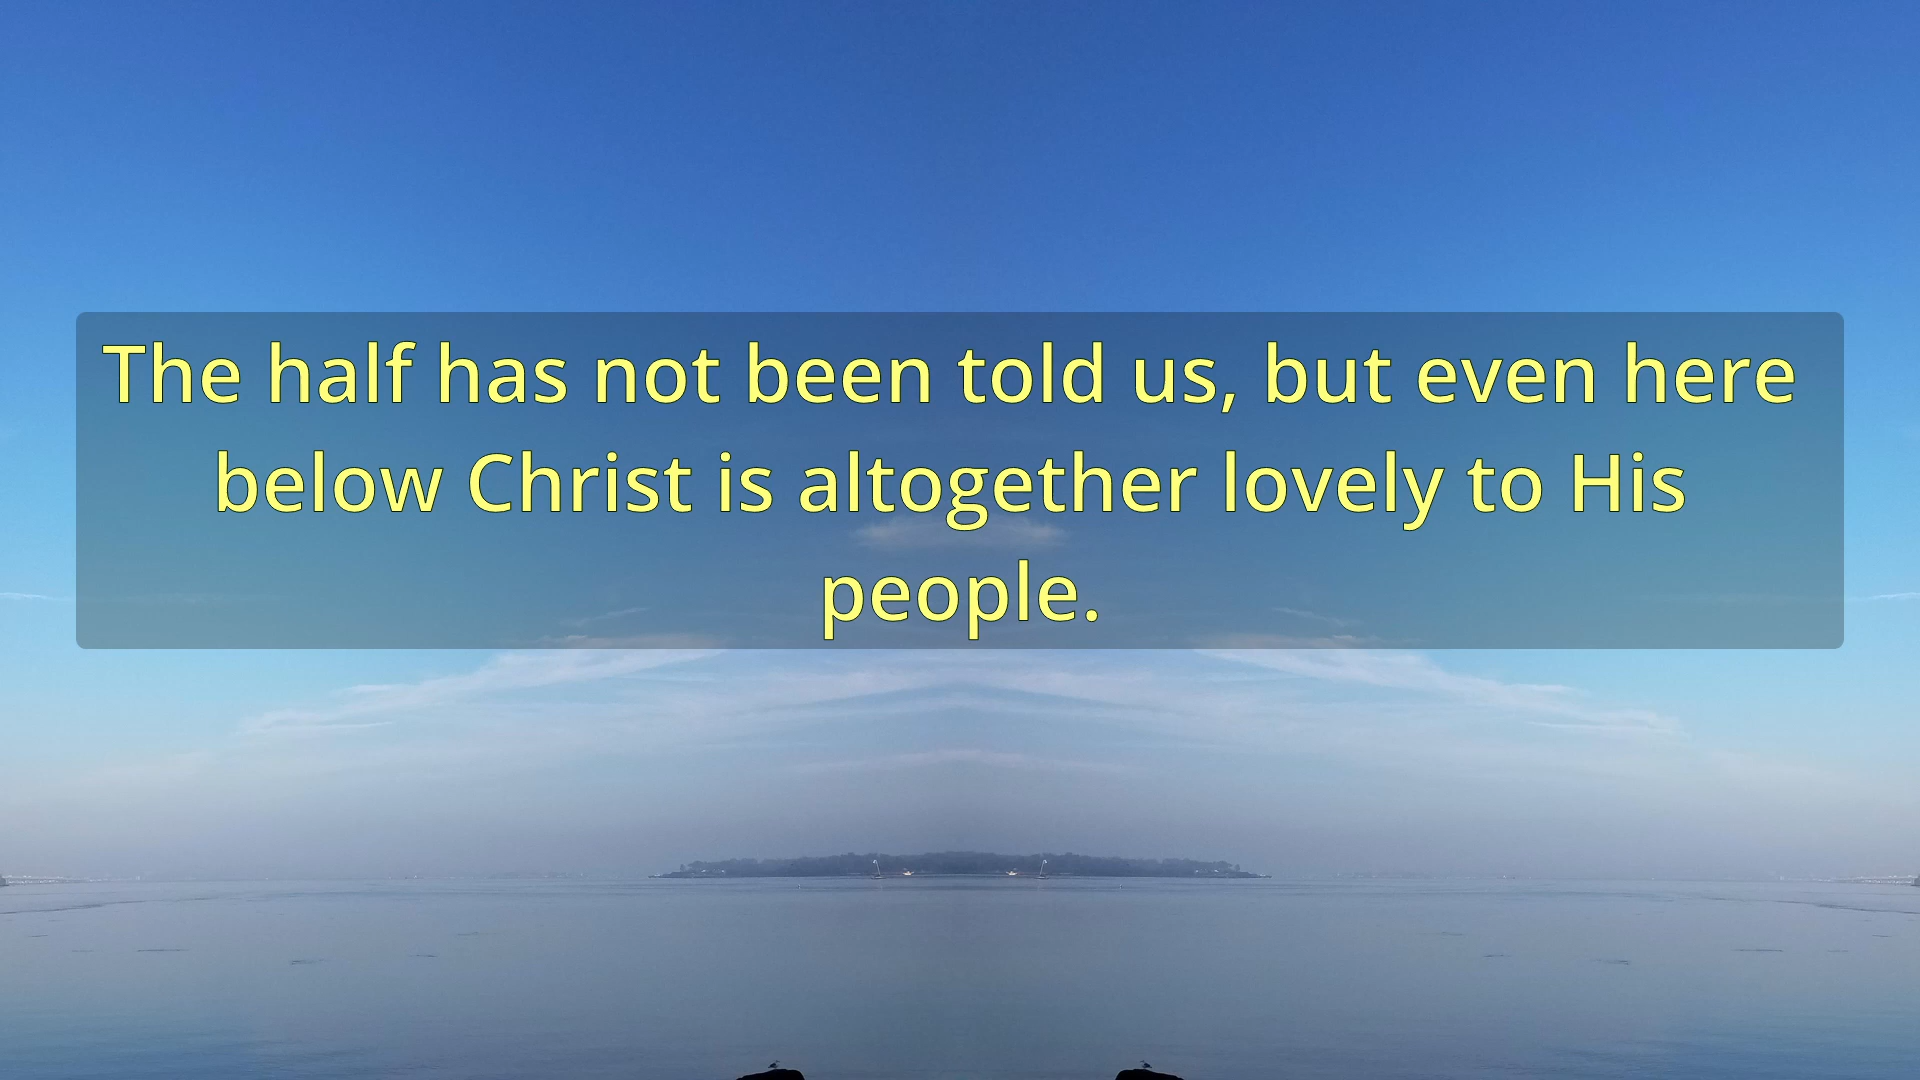 The half has not been told us, but even here
below Christ is altogether lovely to His
people.